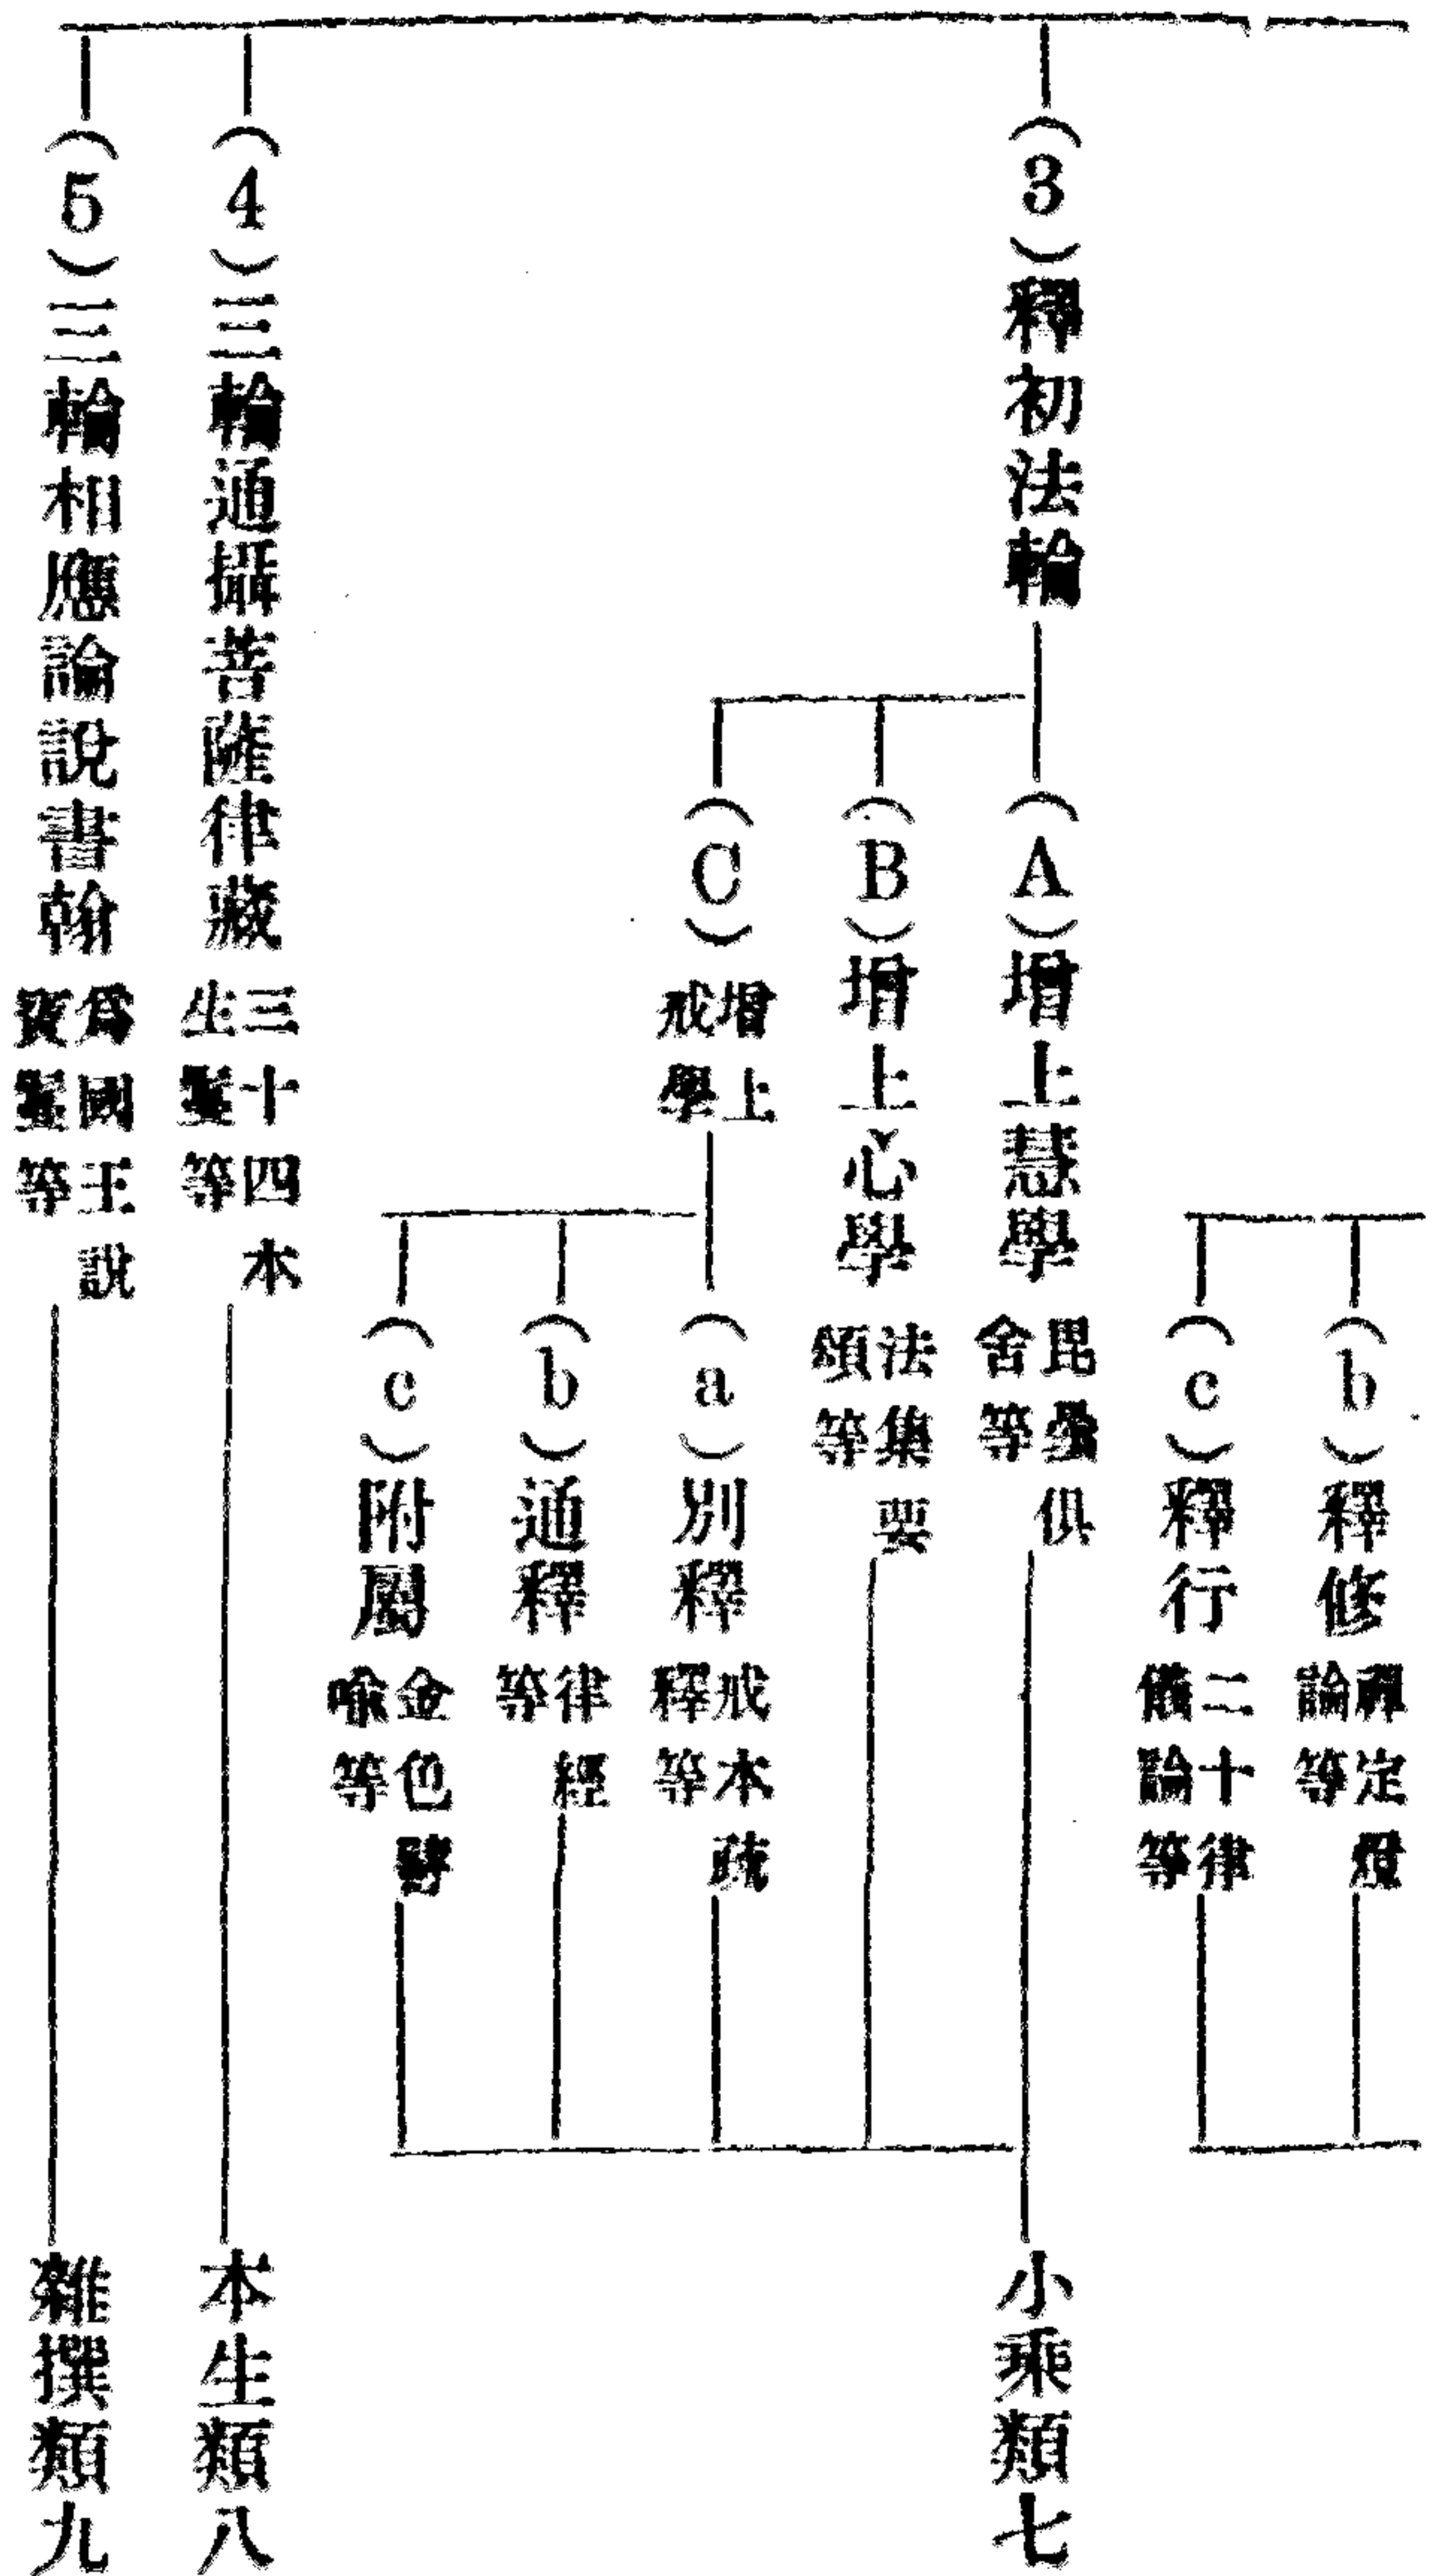 (b)釋修 禪定燈論等
(c)釋行 二十律儀論等
(3)釋初法輪
(A)增上慧學 毘曇俱舍等
(B)增上心學 法集要頌等
(C)增上戒學
(a)別釋 戒本疏釋等
(b)通釋 律經等
(c)附屬 金色譬喻等
小乘類七
(4)三輪通攝菩薩律藏 三十四本生鬘等
本生類八
(5)三輪相應論說書翰 爲國王說寶鬘等
雜撰類九